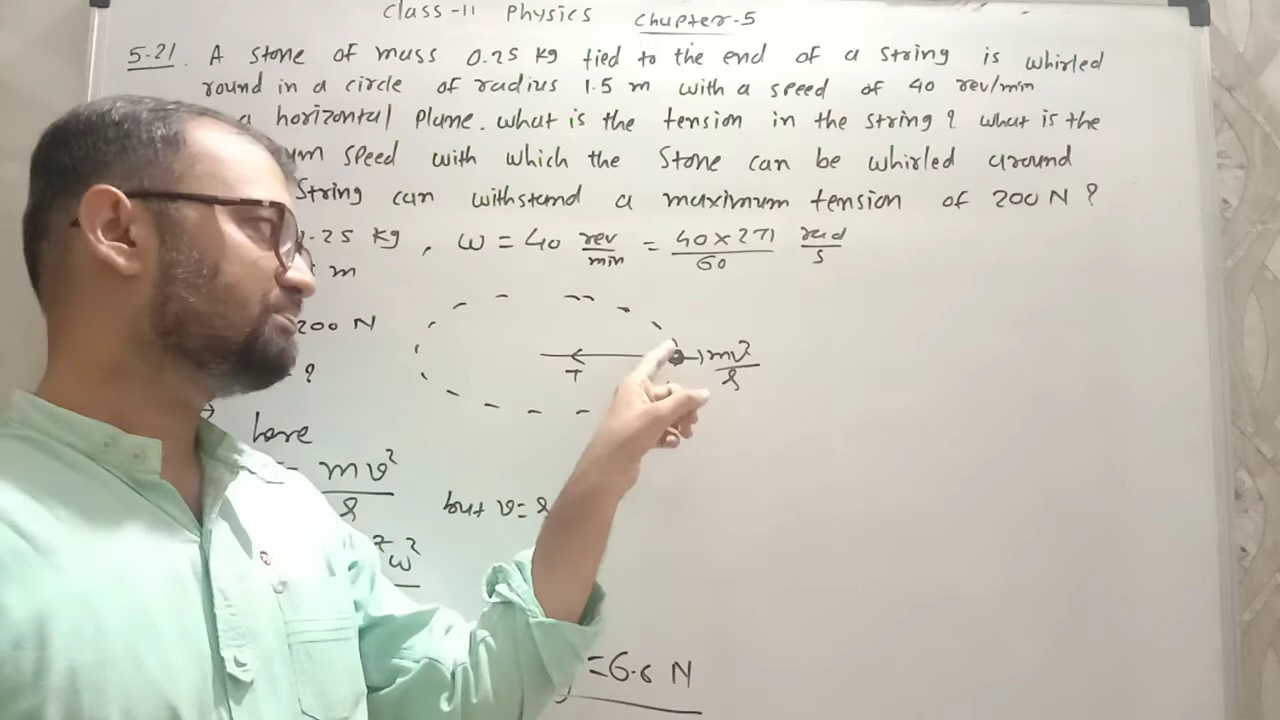 Class-11 Physics Chapter-5
5.21. A stone of mass 0.25 kg tied to the end of a string is whirled
round in a circle of radius 1.5 m with a speed of 40 rev/min
a horizontal plane. what is the tension in the string? what is the
um speed with which the stone can be whirled around
string can withstand a maximum tension of 200 N ?
.25 kg , ω = 40 rev/min = 40×2π/60 rad/s
m
200 N
T
mv²/r
?
here
= mv²/r
but v = r
²ω²
= 6.6 N